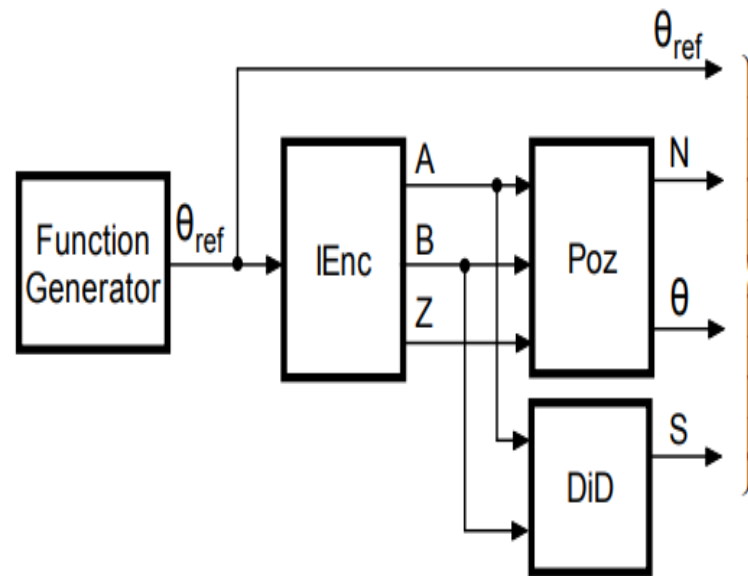 θref
A
N
Function
Generator
θref
IEnc
B
Poz
Z
θ
S
DiD